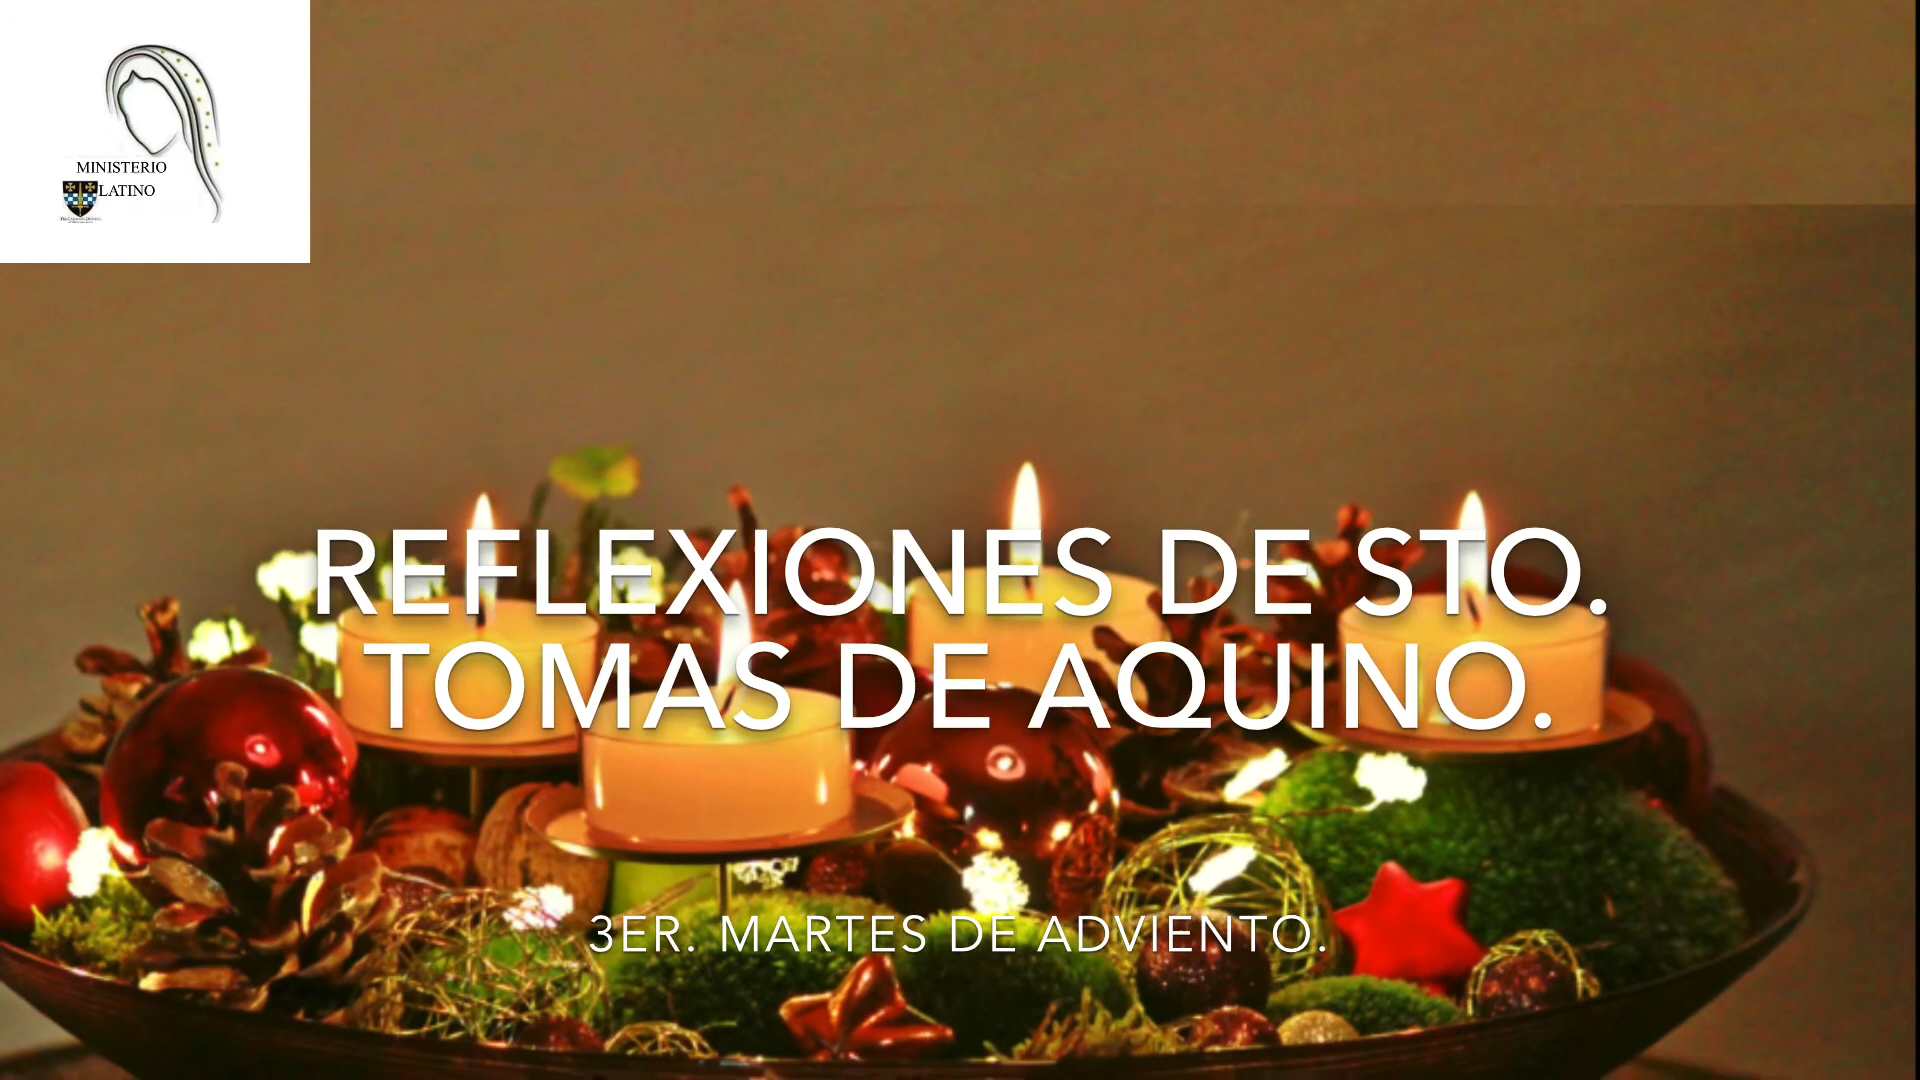 MINISTERIO
LATINO
REFLEXIONES DE STO.
TOMAS DE AQUINO.
3ER. MARTES DE ADVIENTO.